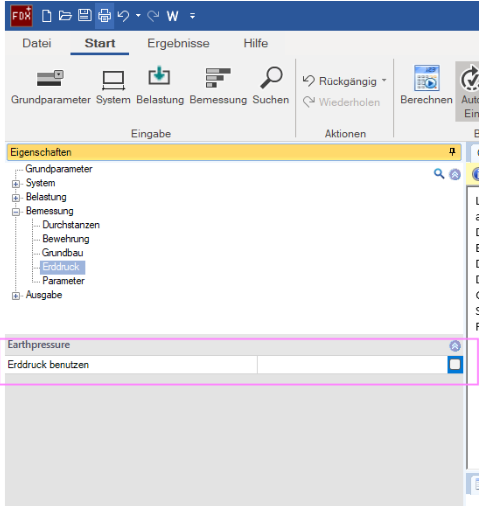 FDX W
Datei Start Ergebnisse Hilfe
Grundparameter System Belastung Bemessung Suchen
Rückgängig
Wiederholen
Berechnen
Eingabe Aktionen
Eigenschaften
Grundparameter
System
Belastung
Bemessung
Durchstanzen
Bewehrung
Grundbau
Erddruck
Parameter
Ausgabe
Earthpressure
Erddruck benutzen